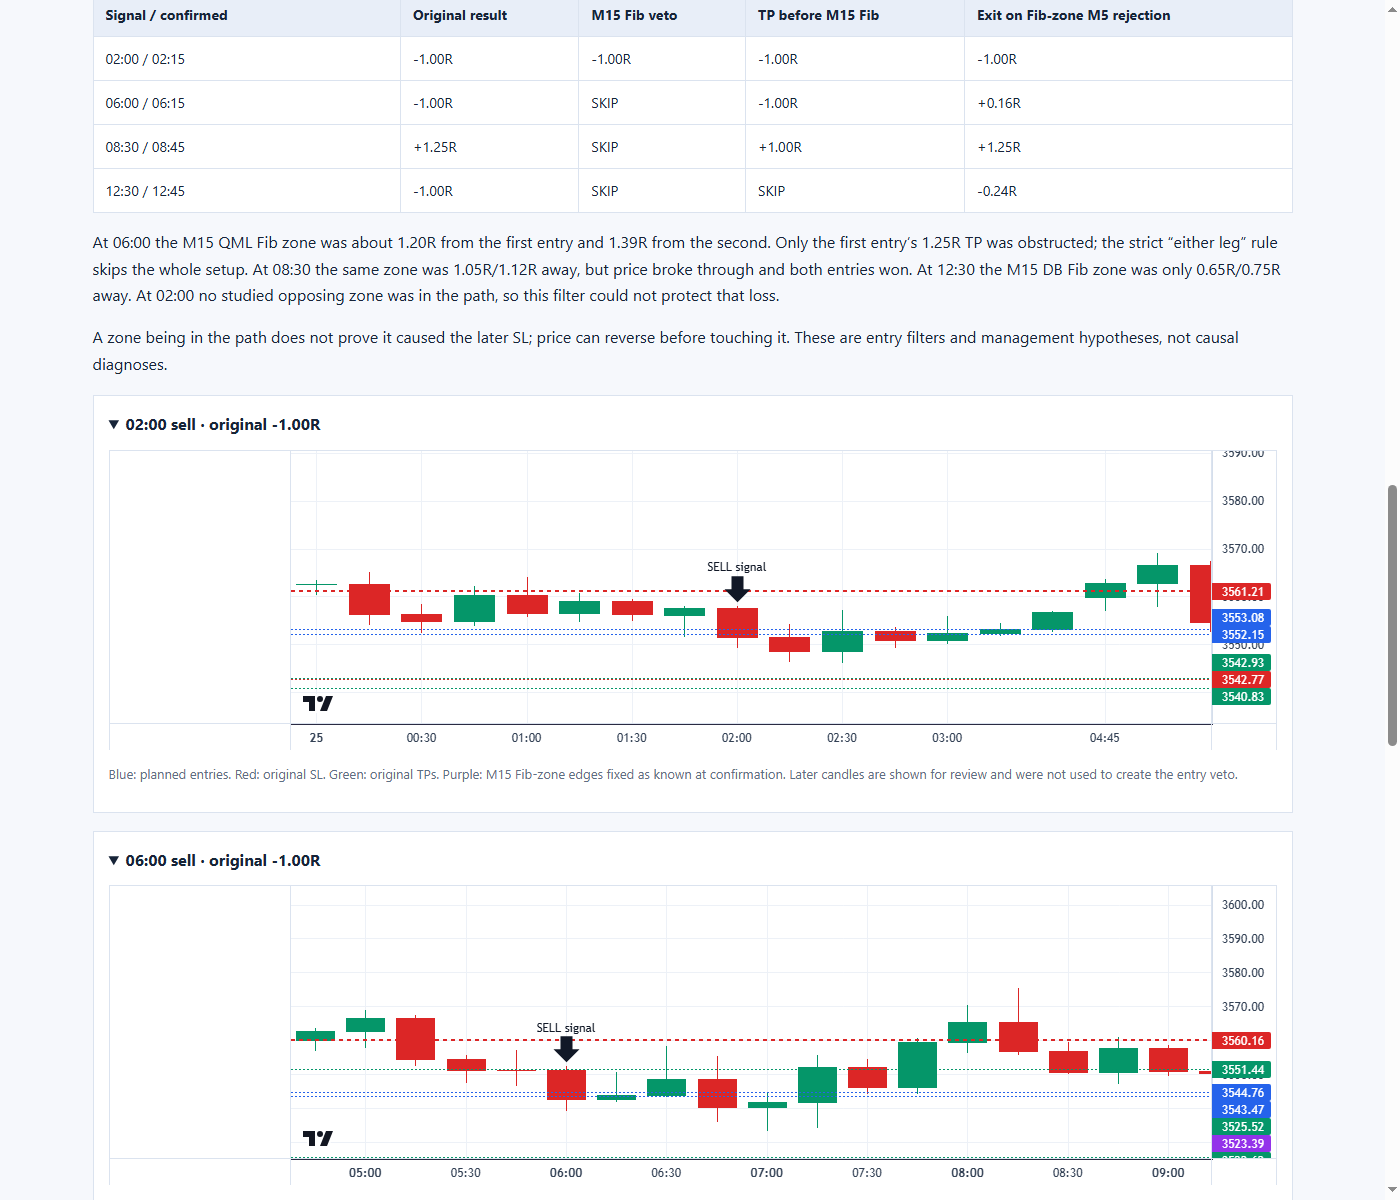 Signal / confirmed Original result M15 Fib veto TP before M15 Fib Exit on Fib-zone M5 rejection
02:00 / 02:15 -1.00R -1.00R -1.00R -1.00R
06:00 / 06:15 -1.00R SKIP -1.00R +0.16R
08:30 / 08:45 +1.25R SKIP +1.00R +1.25R
12:30 / 12:45 -1.00R SKIP SKIP -0.24R
At 06:00 the M15 QML Fib zone was about 1.20R from the first entry and 1.39R from the second. Only the first entry’s 1.25R TP was obstructed; the strict “either leg” rule
skips the whole setup. At 08:30 the same zone was 1.05R/1.12R away, but price broke through and both entries won. At 12:30 the M15 DB Fib zone was only 0.65R/0.75R
away. At 02:00 no studied opposing zone was in the path, so this filter could not protect that loss.
A zone being in the path does not prove it caused the later SL; price can reverse before touching it. These are entry filters and management hypotheses, not causal
diagnoses.
▼ 02:00 sell · original -1.00R
3590.00
3580.00
3570.00
SELL signal
3561.21
3553.08
3552.15
3550.00
3542.93
3542.77
3540.83
25 00:30 01:00 01:30 02:00 02:30 03:00 04:45
Blue: planned entries. Red: original SL. Green: original TPs. Purple: M15 Fib-zone edges fixed as known at confirmation. Later candles are shown for review and were not used to create the entry veto.
▼ 06:00 sell · original -1.00R
3600.00
3590.00
3580.00
3570.00
SELL signal
3560.16
3551.44
3544.76
3543.47
3525.52
3523.39
05:00 05:30 06:00 06:30 07:00 07:30 08:00 08:30 09:00